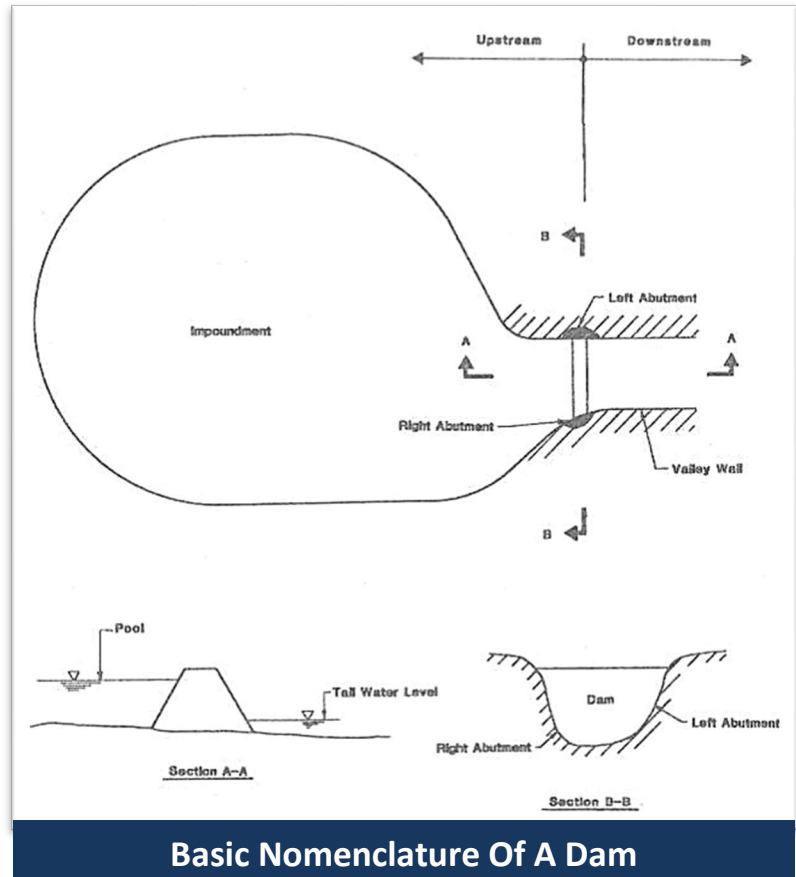 Upstream
Downstream
B
Left Abutment
Impoundment
A
A
Right Abutment
Valley Wall
B
Pool
Tail Water Level
Dam
Left Abutment
Right Abutment
Section A-A
Section B-B
Basic Nomenclature Of A Dam